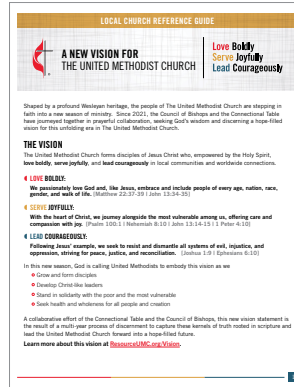 LOCAL CHURCH REFERENCE GUIDE
A NEW VISION FOR
THE UNITED METHODIST CHURCH
Love Boldly
Serve Joyfully
Lead Courageously
Shaped by a profound Wesleyan heritage, the people of The United Methodist Church are stepping in
faith into a new season of ministry. Since 2021, the Council of Bishops and the Connectional Table
have journeyed together in prayerful collaboration, seeking God's wisdom and discerning a hope-filled
vision for this unfolding era in The United Methodist Church.
THE VISION
The United Methodist Church forms disciples of Jesus Christ who, empowered by the Holy Spirit,
love boldly, serve joyfully, and lead courageously in local communities and worldwide connections.
LOVE BOLDLY:
We passionately love God and, like Jesus, embrace and include people of every age, nation, race,
gender, and walk of life. (Matthew 22:37-39 | John 13:34-35)
SERVE JOYFULLY:
With the heart of Christ, we journey alongside the most vulnerable among us, offering care and
compassion with joy. (Psalm 100:1 | Nehemiah 8:10 | John 13:14-15 | 1 Peter 4:10)
LEAD COURAGEOUSLY:
Following Jesus' example, we seek to resist and dismantle all systems of evil, injustice, and
oppression, striving for peace, justice, and reconciliation. (Joshua 1:9 | Ephesians 6:10)
In this new season, God is calling United Methodists to embody this vision as we
Grow and form disciples
Develop Christ-like leaders
Stand in solidarity with the poor and the most vulnerable
Seek health and wholeness for all people and creation
A collaborative effort of the Connectional Table and the Council of Bishops, this new vision statement is
the result of a multi-year process of discernment to capture these kernels of truth rooted in scripture and
lead the United Methodist Church forward into a hope-filled future.
Learn more about this vision at ResourceUMC.org/Vision.